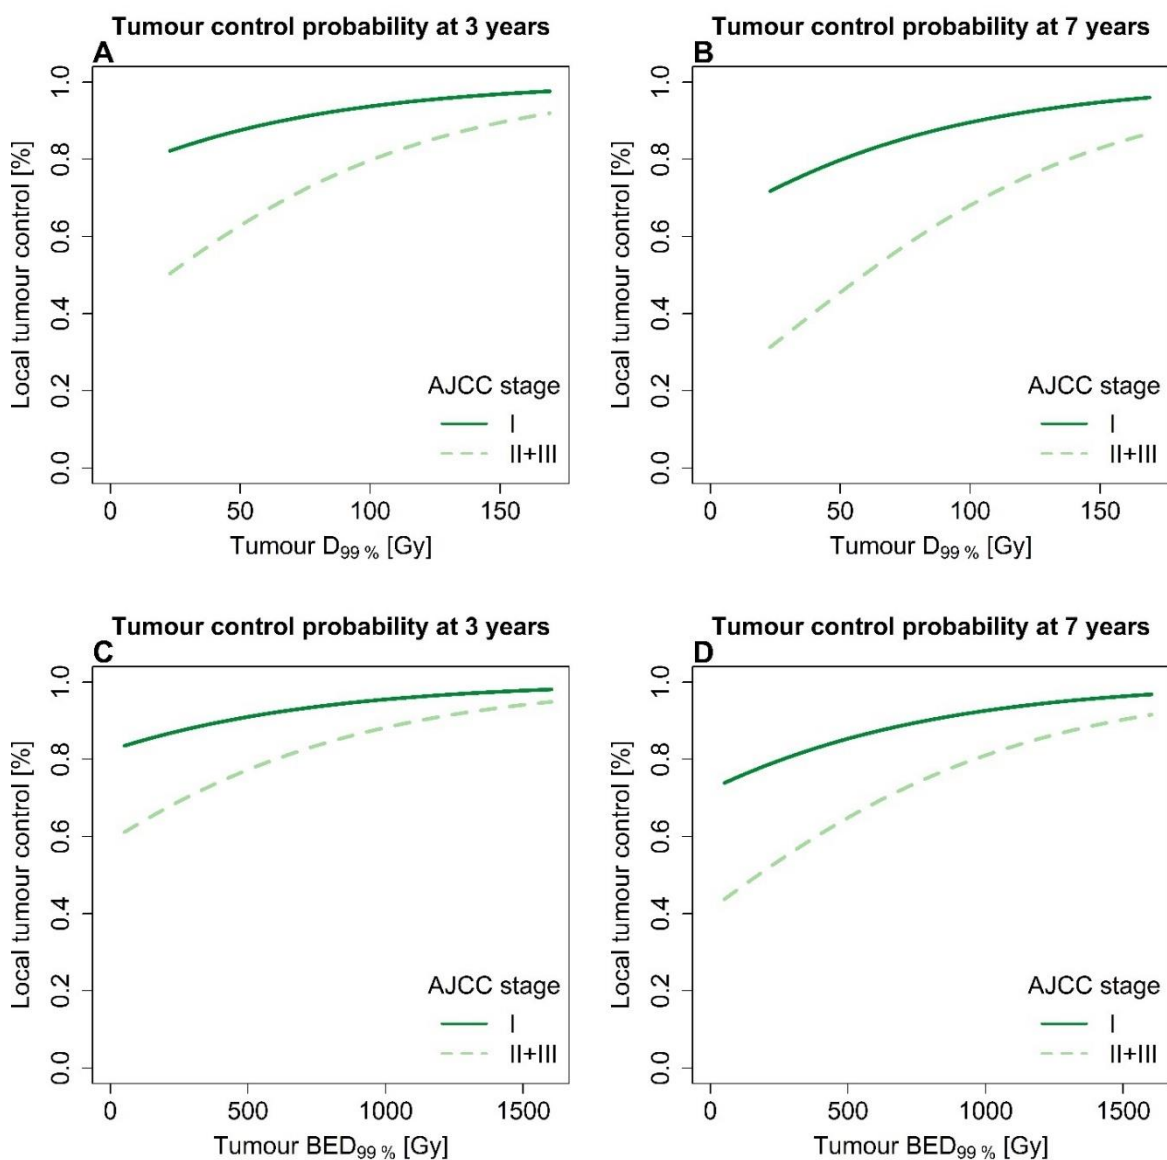 Tumour control probability at 3 years
A
Local tumour control [%]
1.0
0.8
0.6
0.4
0.2
0.0
AJCC stage
I
II+III
0 50 100 150
Tumour D99 % [Gy]
Tumour control probability at 7 years
B
Local tumour control [%]
1.0
0.8
0.6
0.4
0.2
0.0
AJCC stage
I
II+III
0 50 100 150
Tumour D99 % [Gy]
Tumour control probability at 3 years
C
Local tumour control [%]
1.0
0.8
0.6
0.4
0.2
0.0
AJCC stage
I
II+III
0 500 1000 1500
Tumour BED99 % [Gy]
Tumour control probability at 7 years
D
Local tumour control [%]
1.0
0.8
0.6
0.4
0.2
0.0
AJCC stage
I
II+III
0 500 1000 1500
Tumour BED99 % [Gy]